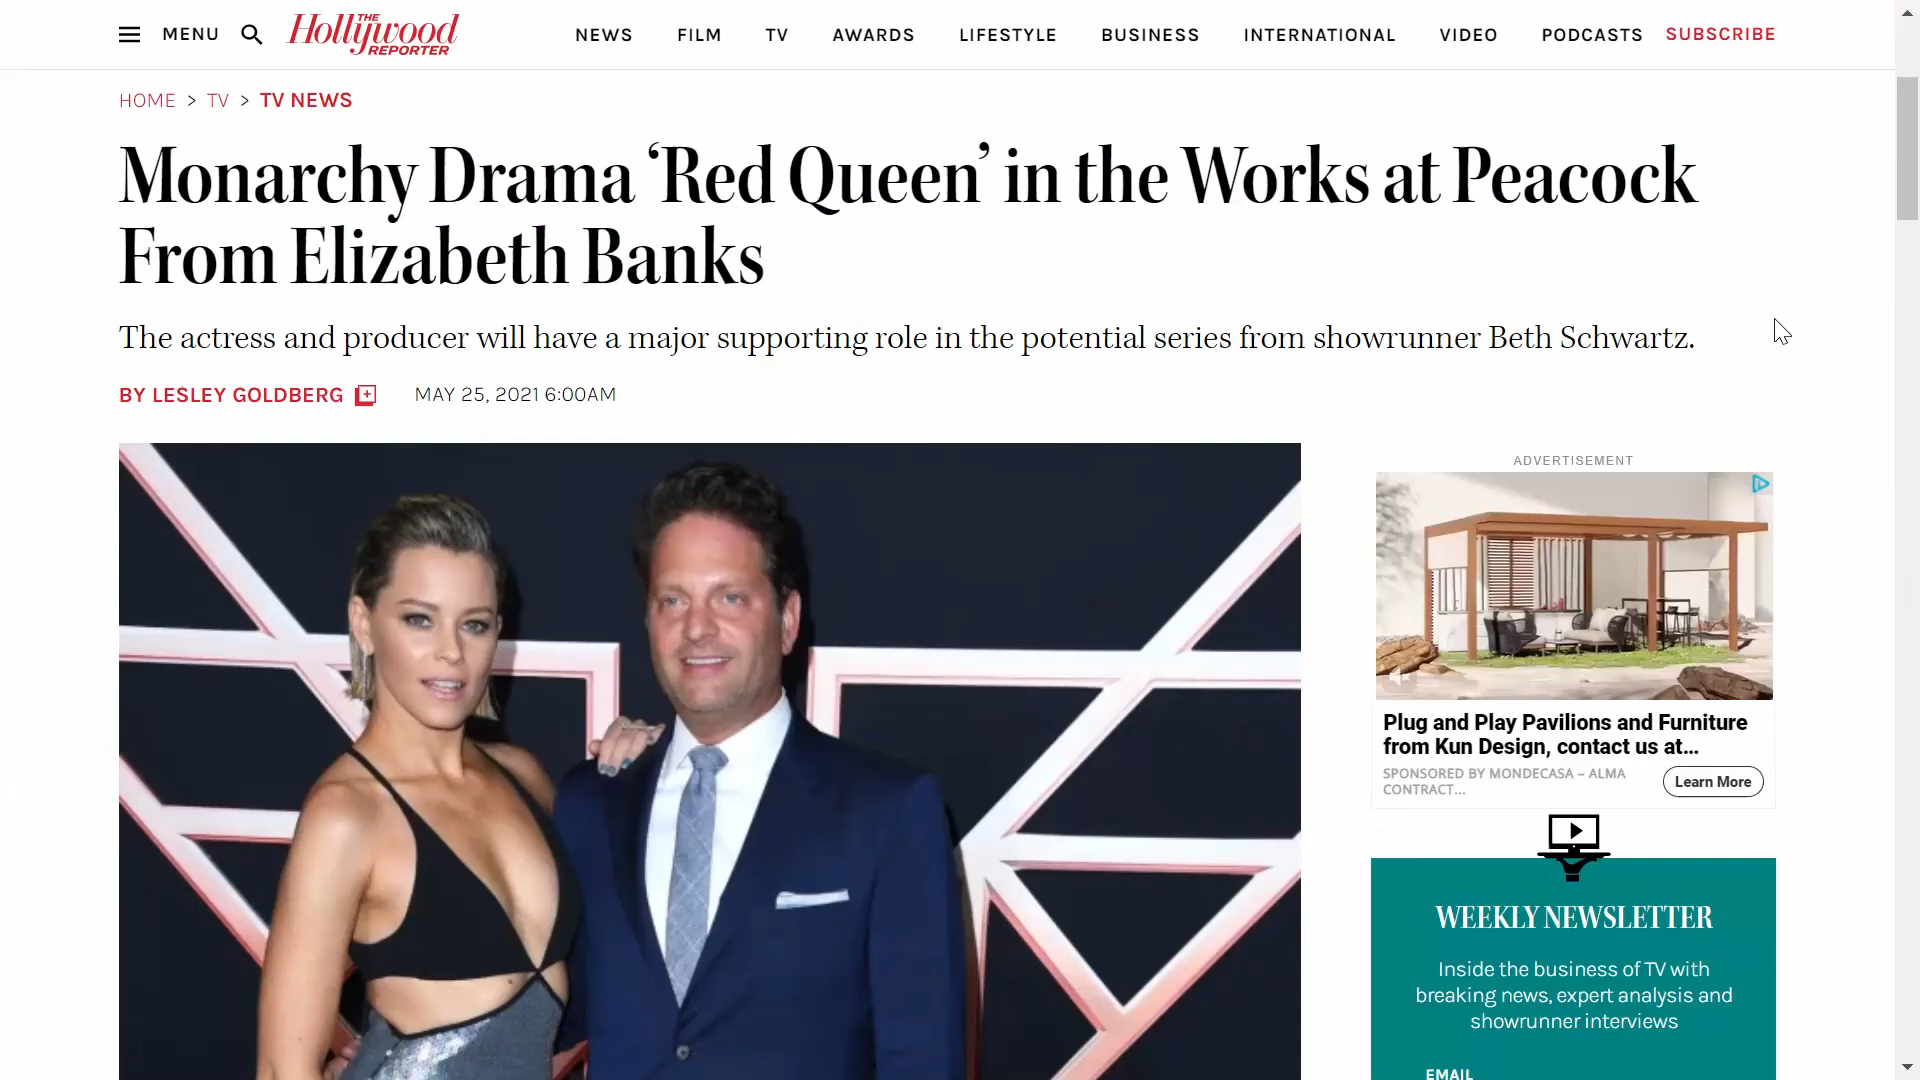 MENU
THE
Hollywood
REPORTER
NEWS FILM TV AWARDS LIFESTYLE BUSINESS INTERNATIONAL VIDEO PODCASTS SUBSCRIBE
HOME > TV > TV NEWS
Monarchy Drama ‘Red Queen’ in the Works at Peacock
From Elizabeth Banks
The actress and producer will have a major supporting role in the potential series from showrunner Beth Schwartz.
BY LESLEY GOLDBERG MAY 25, 2021 6:00AM
ADVERTISEMENT
Plug and Play Pavilions and Furniture
from Kun Design, contact us at...
SPONSORED BY MONDECASA – ALMA
CONTRACT...
Learn More
WEEKLY NEWSLETTER
Inside the business of TV with
breaking news, expert analysis and
showrunner interviews
EMAIL